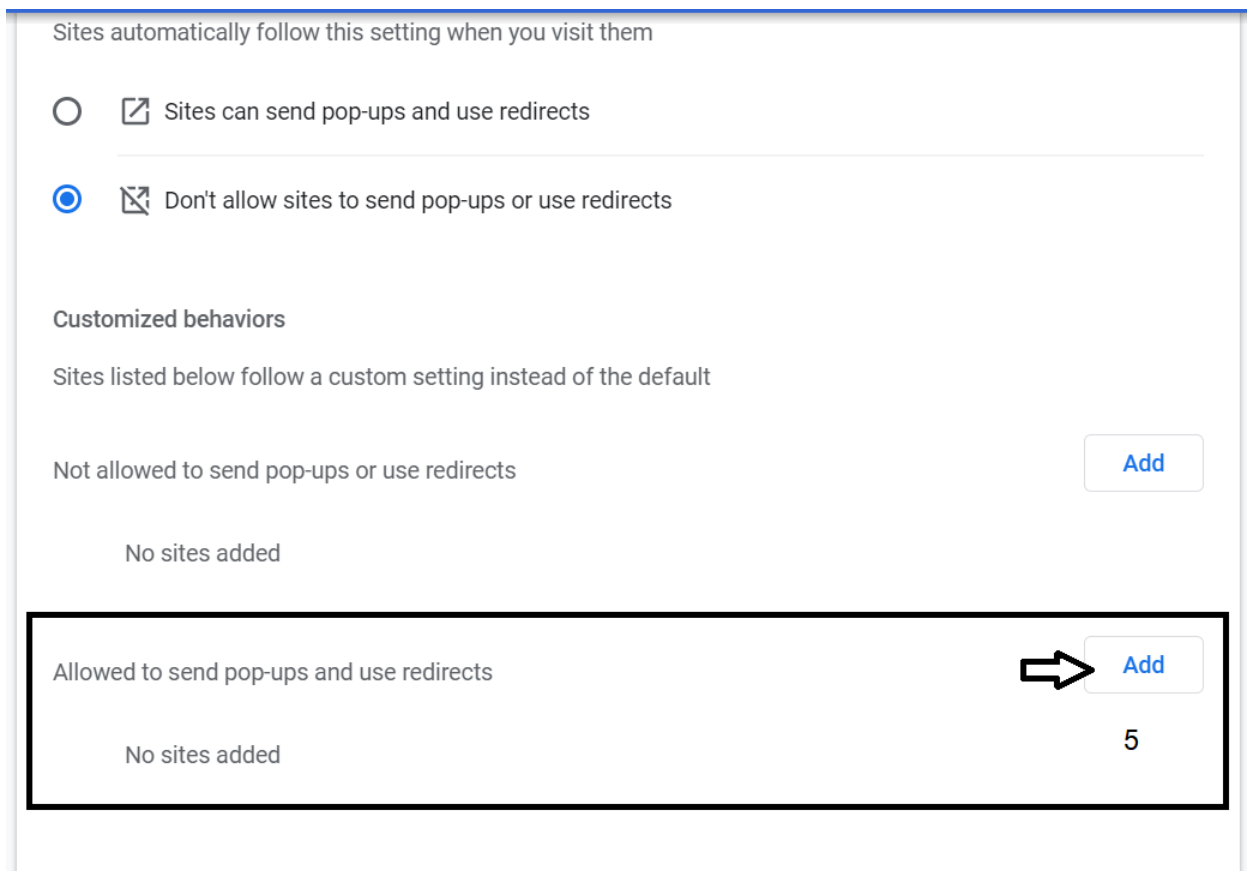 Sites automatically follow this setting when you visit them
Sites can send pop-ups and use redirects
Don't allow sites to send pop-ups or use redirects
Customized behaviors
Sites listed below follow a custom setting instead of the default
Not allowed to send pop-ups or use redirects
Add
No sites added
Allowed to send pop-ups and use redirects
Add
No sites added
5